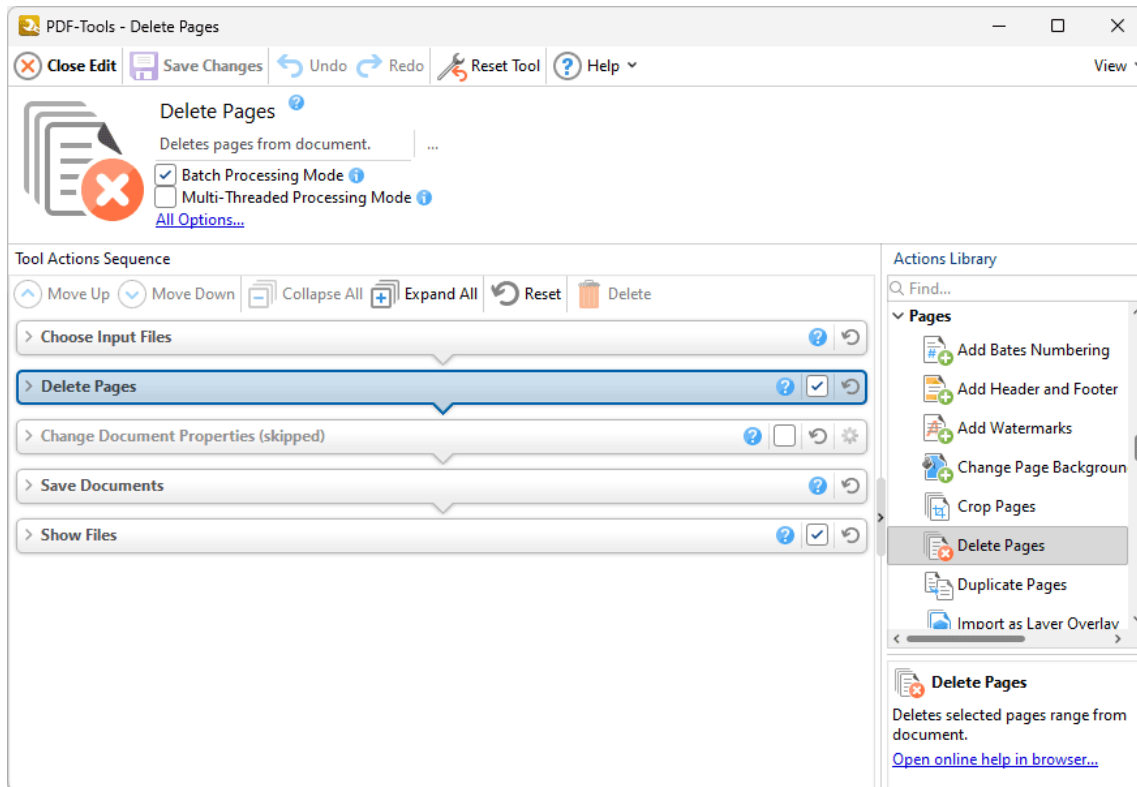 PDF-Tools - Delete Pages
Close Edit Save Changes Undo Redo Reset Tool ? Help View
Delete Pages ?
Deletes pages from document. ...
Batch Processing Mode i
Multi-Threaded Processing Mode i
All Options...
Tool Actions Sequence
Move Up Move Down Collapse All Expand All Reset Delete
Choose Input Files ?
Delete Pages ?
Change Document Properties (skipped) ?
Save Documents ?
Show Files ?
Actions Library
Find...
Pages
# Add Bates Numbering
Add Header and Footer
A Add Watermarks
Change Page Backgroun
Crop Pages
Delete Pages
Duplicate Pages
Import as Layer Overlay
Delete Pages
Deletes selected pages range from
document.
Open online help in browser...